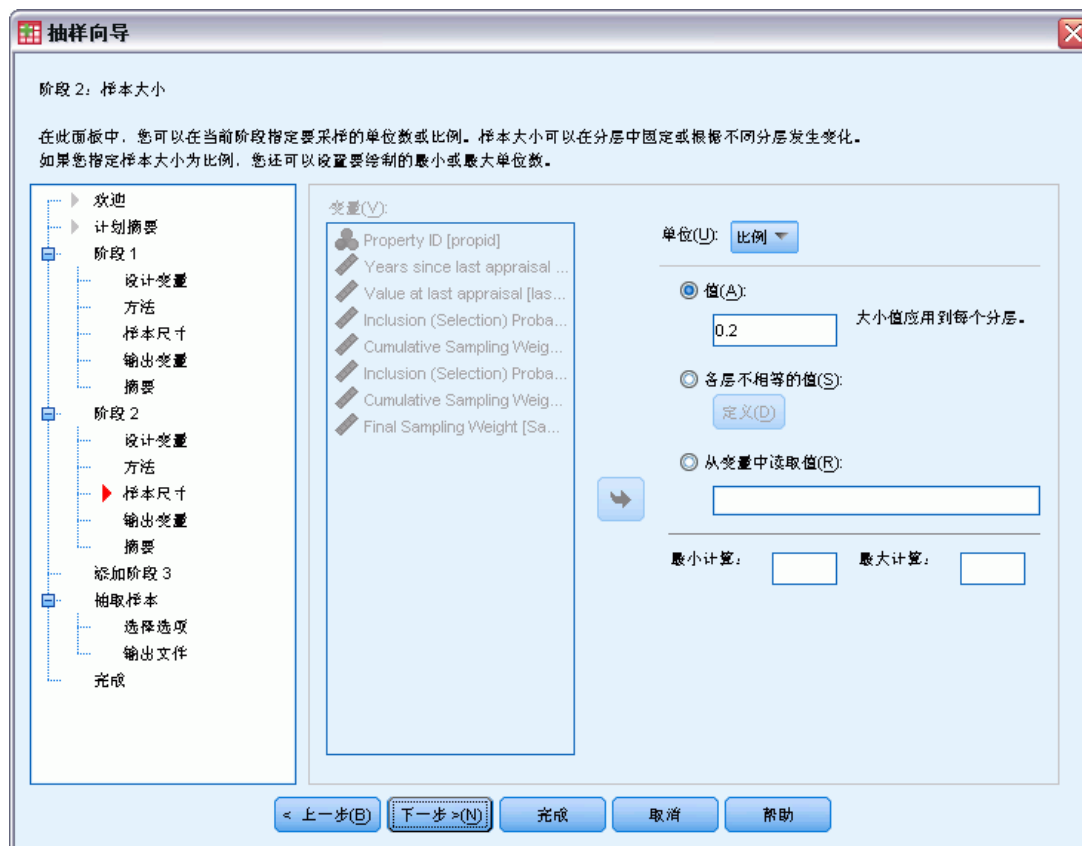 抽样向导
阶段 2：样本大小
在此面板中，您可以在当前阶段指定要采样的单位数或比例。样本大小可以在分层中固定或根据不同分层发生变化。
如果您指定样本大小为比例，您还可以设置要绘制的最小或最大单位数。
欢迎
计划摘要
阶段 1
设计变量
方法
样本尺寸
输出变量
摘要
阶段 2
设计变量
方法
样本尺寸
输出变量
摘要
添加阶段 3
抽取样本
选择选项
输出文件
完成
变量(V):
Property ID [propid]
Years since last appraisal ...
Value at last appraisal [las...
Inclusion (Selection) Proba...
Cumulative Sampling Weig...
Inclusion (Selection) Proba...
Cumulative Sampling Weig...
Final Sampling Weight [Sa...
单位(U): 比例
值(A):
0.2
大小值应用到每个分层。
各层不相等的值(S):
定义(D)
从变量中读取值(R):
最小计算： 最大计算：
< 上一步(B) 下一步 >(N) 完成 取消 帮助